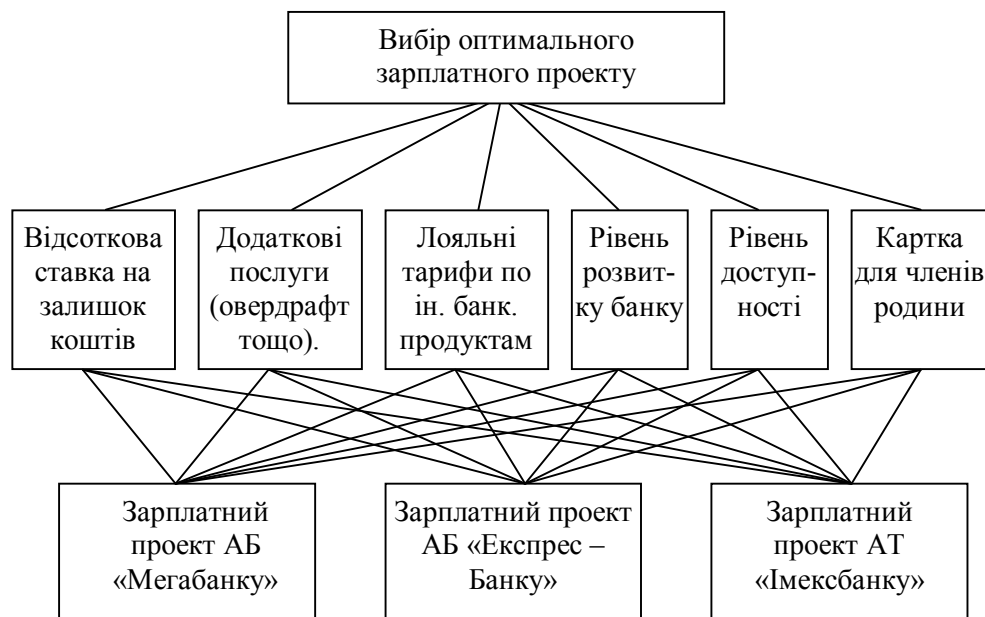 Вибір оптимального
зарплатного проекту
Відсоткова
ставка на
залишок
коштів
Додаткові
послуги
(овердрафт
тощо).
Лояльні
тарифи по
ін. банк.
продуктам
Рівень
розвит-
ку банку
Рівень
доступ-
ності
Картка
для членів
родини
Зарплатний
проект АБ
«Мегабанку»
Зарплатний проект
АБ «Експрес –
Банку»
Зарплатний
проект АТ
«Імексбанку»